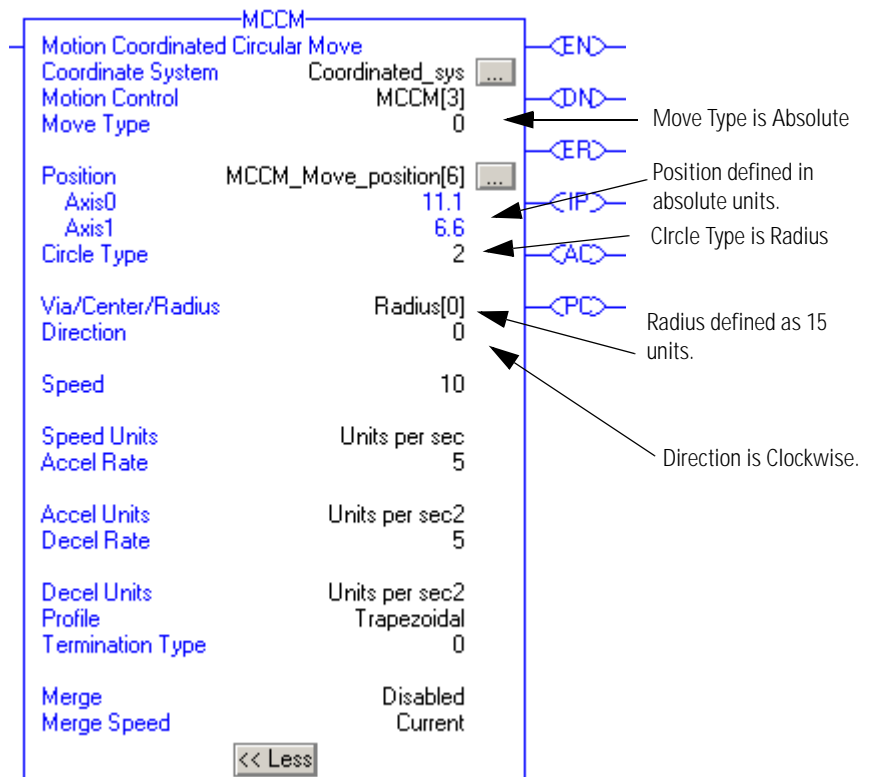 MCCM
Motion Coordinated Circular Move
EN
Coordinate System Coordinated_sys ...
Motion Control MCCM[3]
DN
Move Type 0
Move Type is Absolute
ER
Position MCCM_Move_position[6] ...
Position defined in
absolute units.
Axis0 11.1
IP
Axis1 6.6
CIrcle Type is Radius
Circle Type 2
AC
Via/Center/Radius Radius[0]
PC
Radius defined as 15
units.
Direction 0
Speed 10
Speed Units Units per sec
Accel Rate 5
Direction is Clockwise.
Accel Units Units per sec2
Decel Rate 5
Decel Units Units per sec2
Profile Trapezoidal
Termination Type 0
Merge Disabled
Merge Speed Current
<< Less